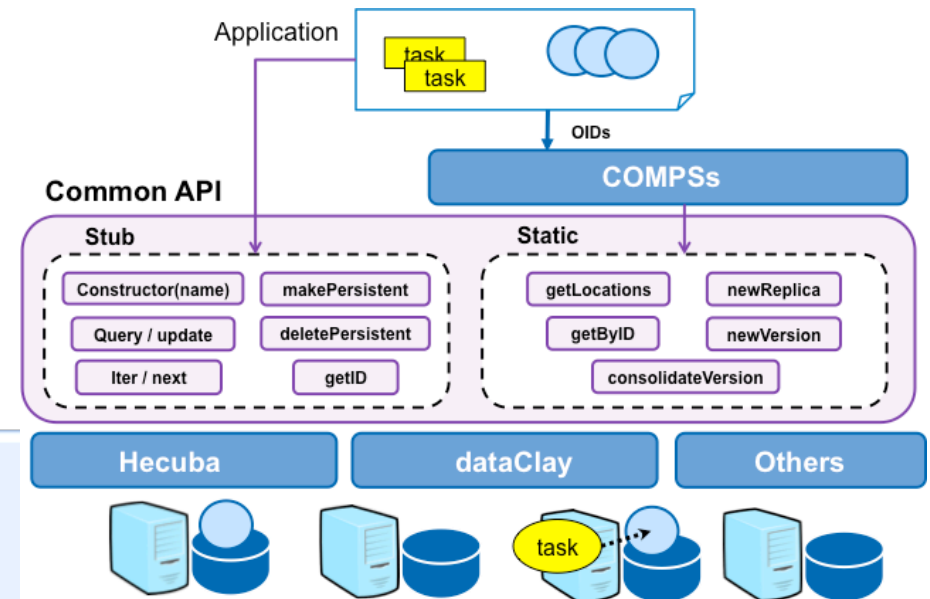 Application
task
task
OIDs
COMPSs
Common API
Stub
Static
Constructor(name)
makePersistent
getLocations
newReplica
Query / update
deletePersistent
getByID
newVersion
Iter / next
getID
consolidateVersion
Hecuba
dataClay
Others
task